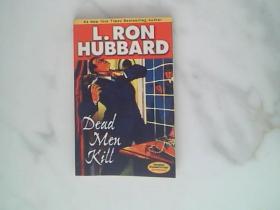 #1 New York Times Bestselling Author
L. RON
HUBBARD
Dead
Men
Kill